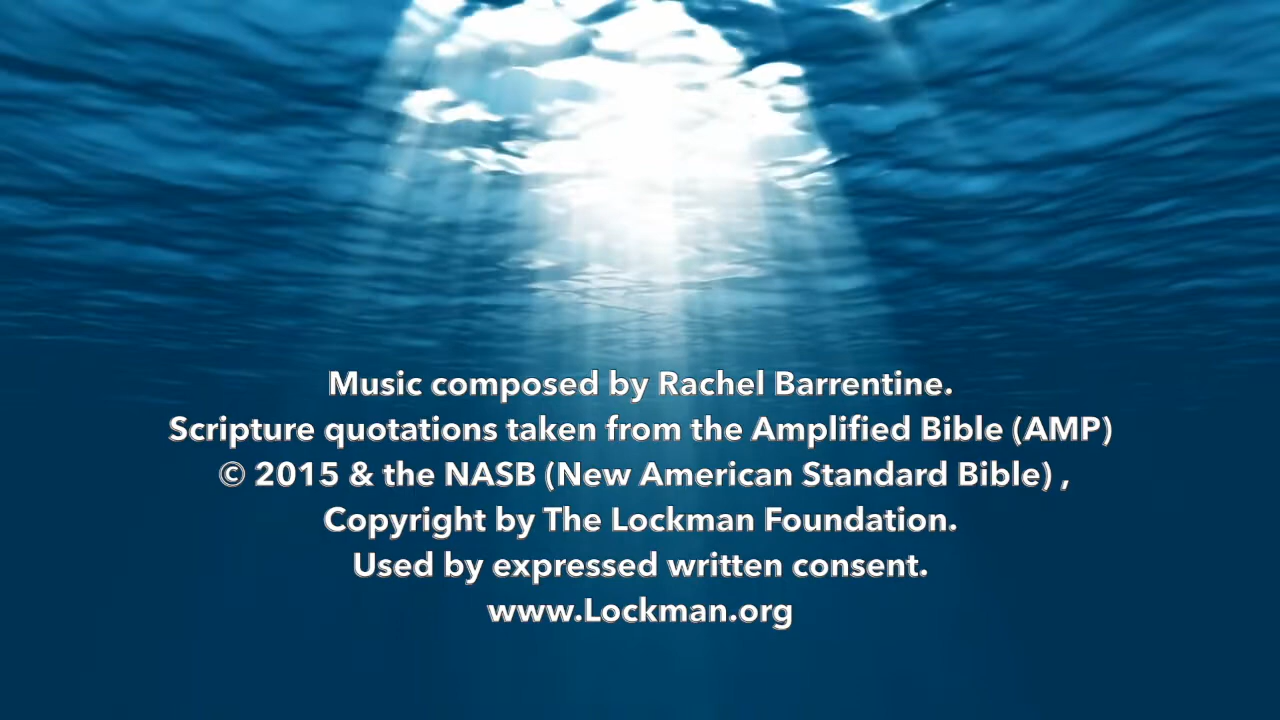 Music composed by Rachel Barrentine.
Scripture quotations taken from the Amplified Bible (AMP)
© 2015 & the NASB (New American Standard Bible) ,
Copyright by The Lockman Foundation.
Used by expressed written consent.
www.Lockman.org